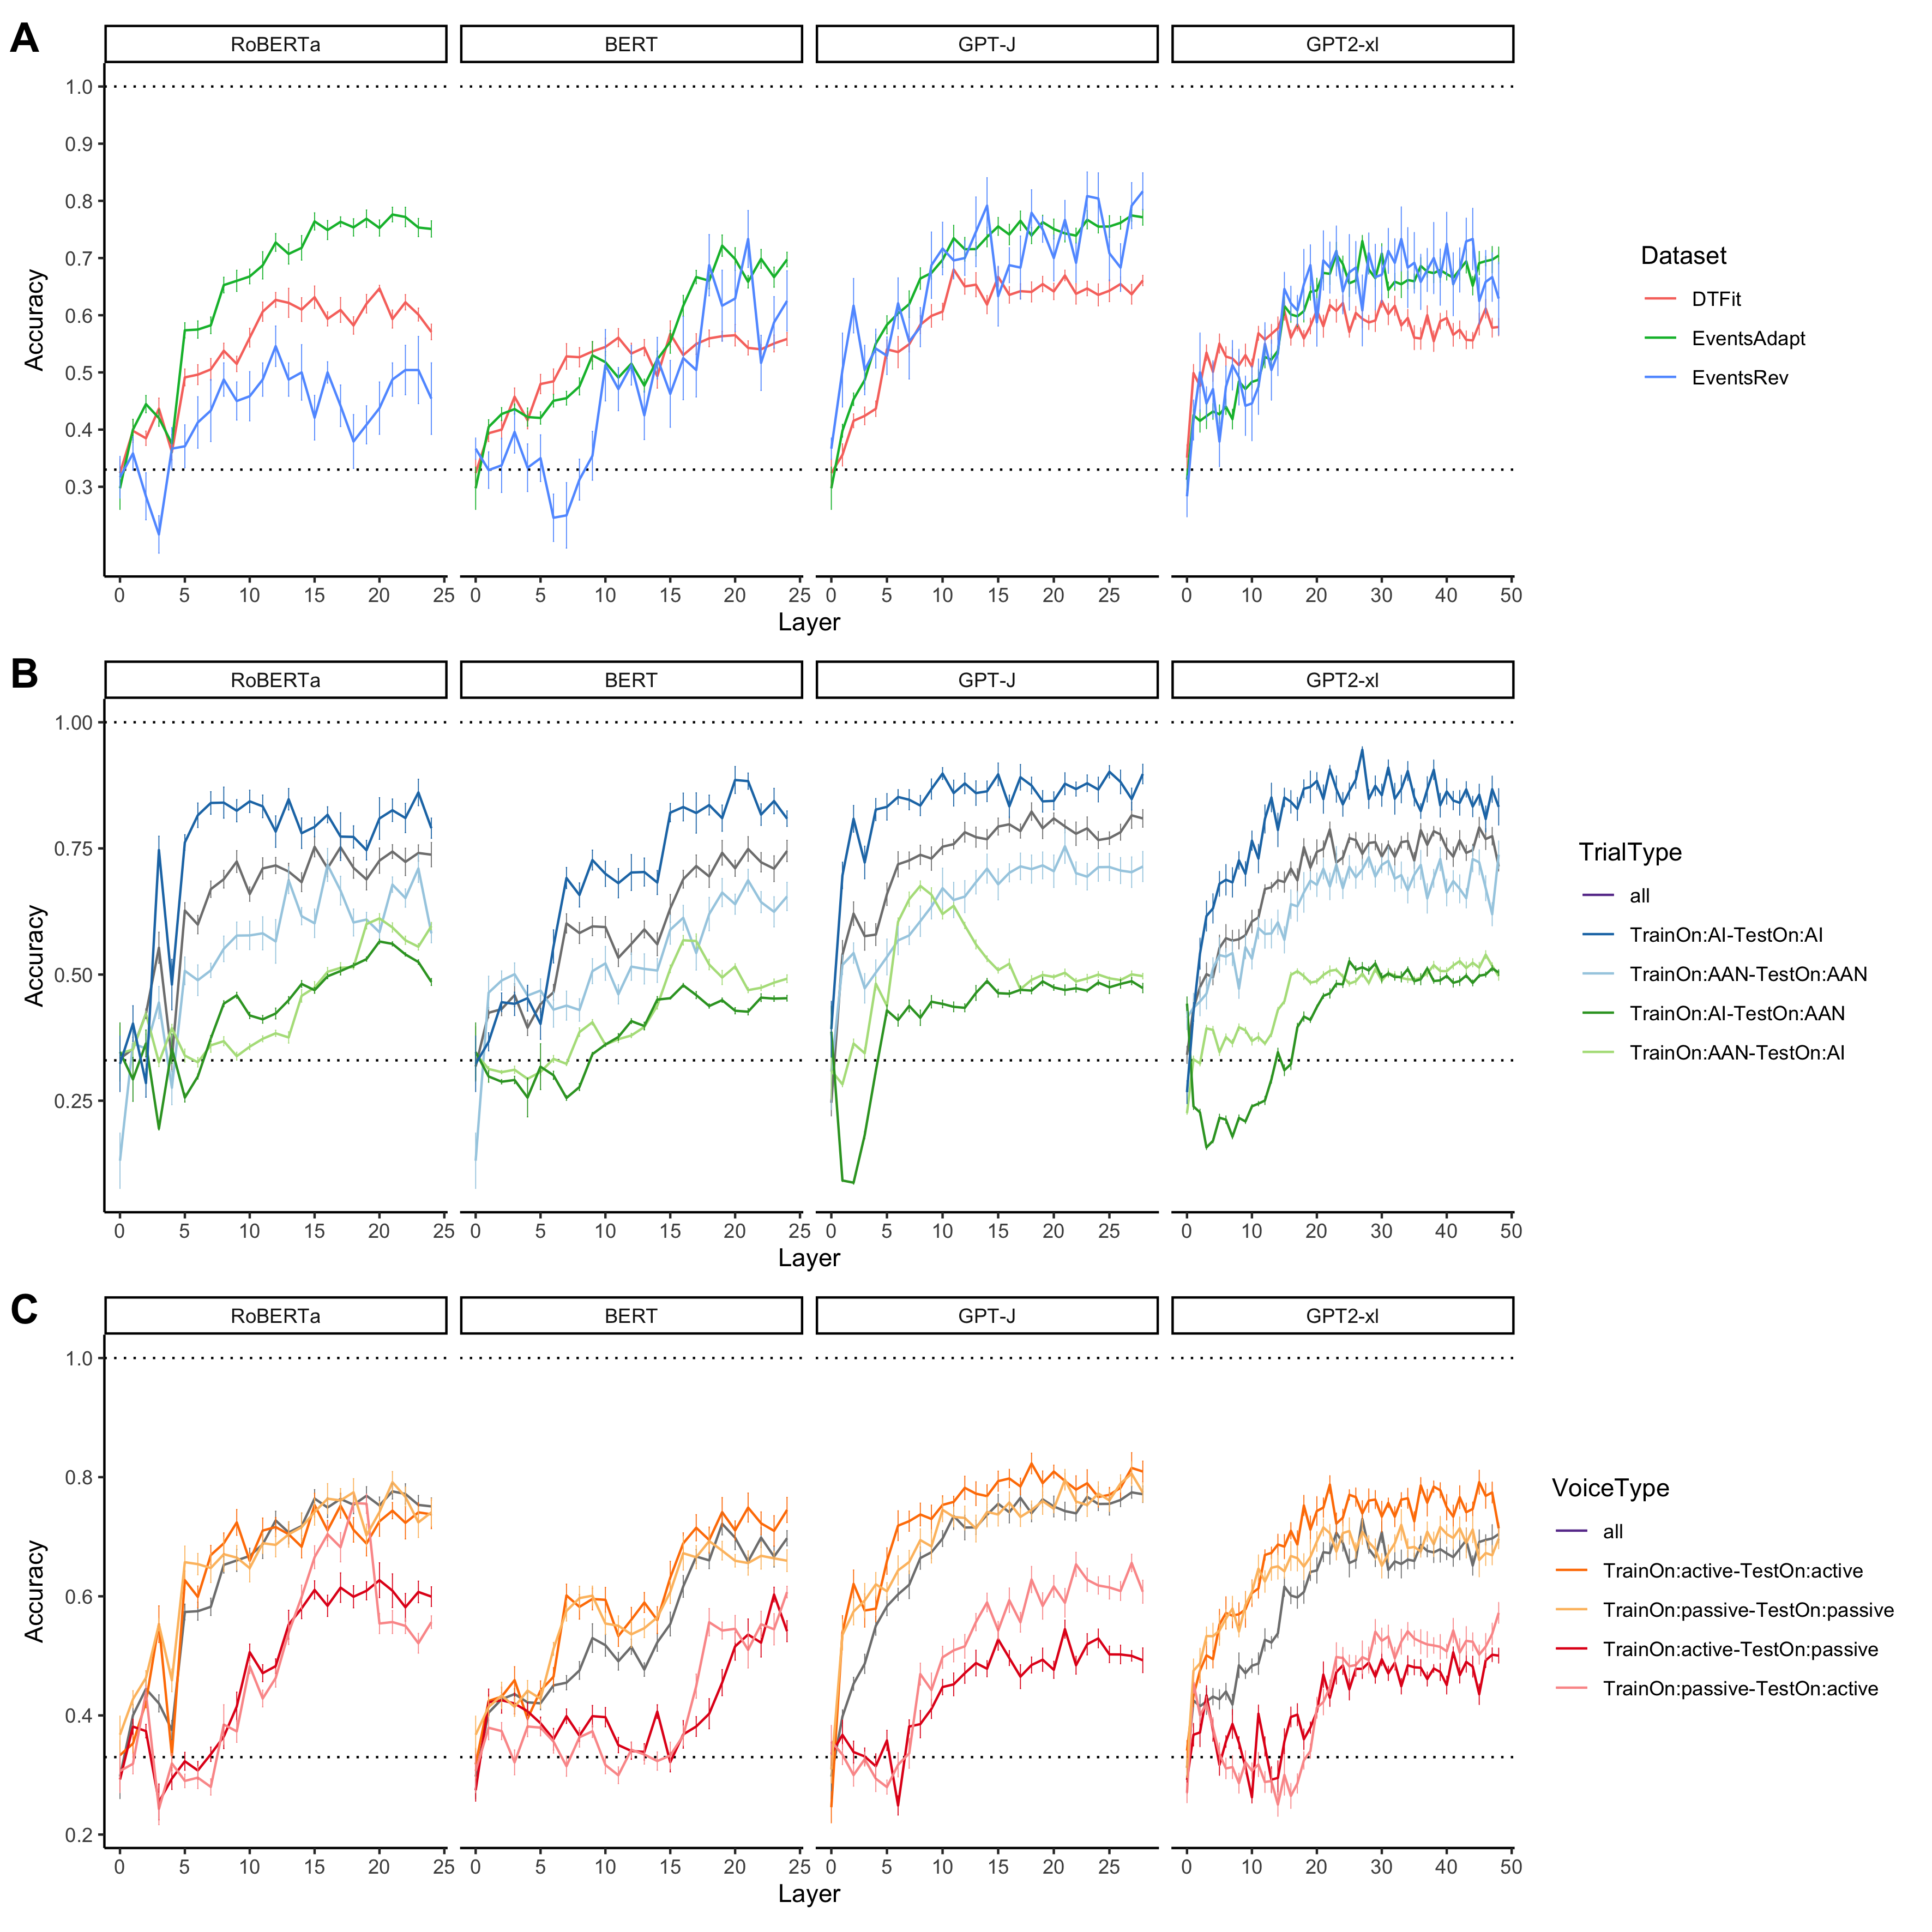 A
RoBERTa BERT GPT-J GPT2-xl
1.0
0.9
0.8
0.7
0.6
0.5
0.4
0.3
Accuracy
0 5 10 15 20 25 0 5 10 15 20 25 0 5 10 15 20 25 0 10 20 30 40 50
Layer
Dataset
DTFit
EventsAdapt
EventsRev
B
RoBERTa BERT GPT-J GPT2-xl
1.00
0.75
0.50
0.25
Accuracy
0 5 10 15 20 25 0 5 10 15 20 25 0 5 10 15 20 25 0 10 20 30 40 50
Layer
TrialType
all
TrainOn:AI-TestOn:AI
TrainOn:AAN-TestOn:AAN
TrainOn:AI-TestOn:AAN
TrainOn:AAN-TestOn:AI
C
RoBERTa BERT GPT-J GPT2-xl
1.0
0.8
0.6
0.4
0.2
Accuracy
0 5 10 15 20 25 0 5 10 15 20 25 0 5 10 15 20 25 0 10 20 30 40 50
Layer
VoiceType
all
TrainOn:active-TestOn:active
TrainOn:passive-TestOn:passive
TrainOn:active-TestOn:passive
TrainOn:passive-TestOn:active